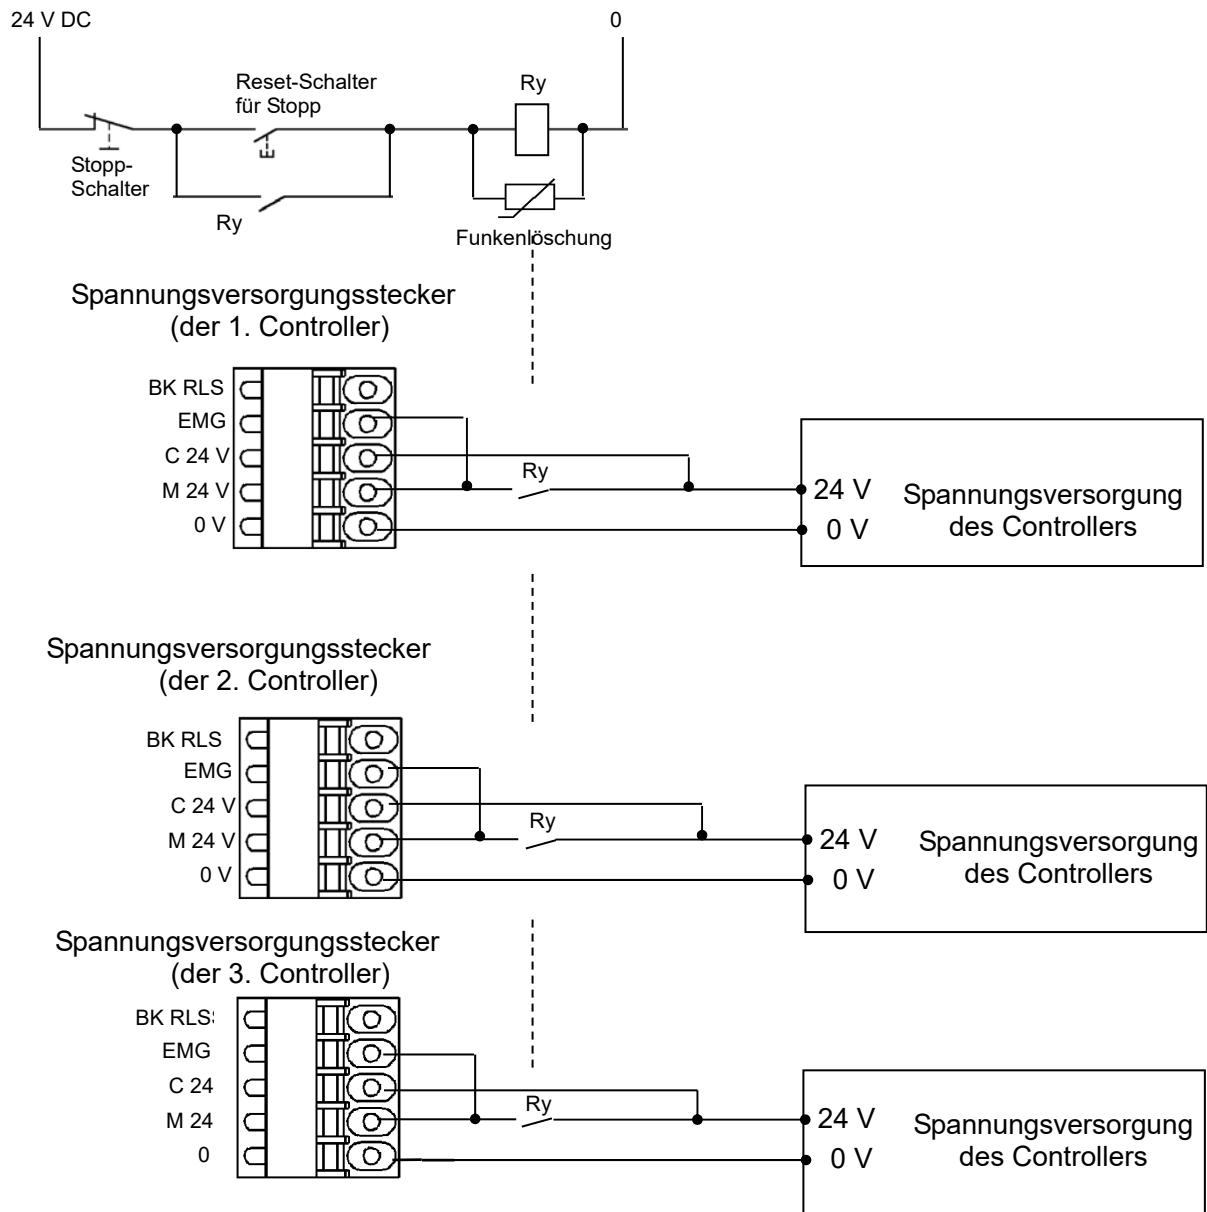 24 V DC
0
Reset-Schalter
für Stopp
Ry
Stopp-
Schalter
Ry
Funkenlöschung
Spannungsversorgungsstecker
(der 1. Controller)
BK RLS
EMG
C 24 V
M 24 V
0 V
Ry
24 V
0 V
Spannungsversorgung
des Controllers
Spannungsversorgungsstecker
(der 2. Controller)
BK RLS
EMG
C 24 V
M 24 V
0 V
Ry
24 V
0 V
Spannungsversorgung
des Controllers
Spannungsversorgungsstecker
(der 3. Controller)
BK RLS
EMG
C 24
M 24
0
Ry
24 V
0 V
Spannungsversorgung
des Controllers